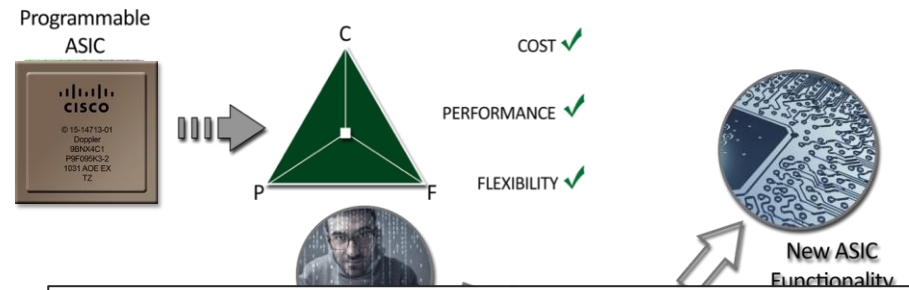 Programmable
ASIC
CISCO
© 15-14713-01
Doppler
9BNX4C1
P9F095K3-2
1031 AOE EX
TZ
C
P
F
COST
PERFORMANCE
FLEXIBILITY
New ASIC
Functionality